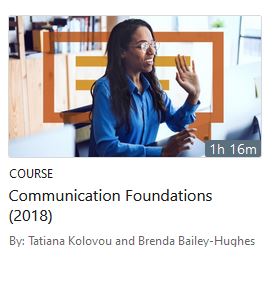 1h 16m
COURSE
Communication Foundations
(2018)
By: Tatiana Kolovou and Brenda Bailey-Hughes